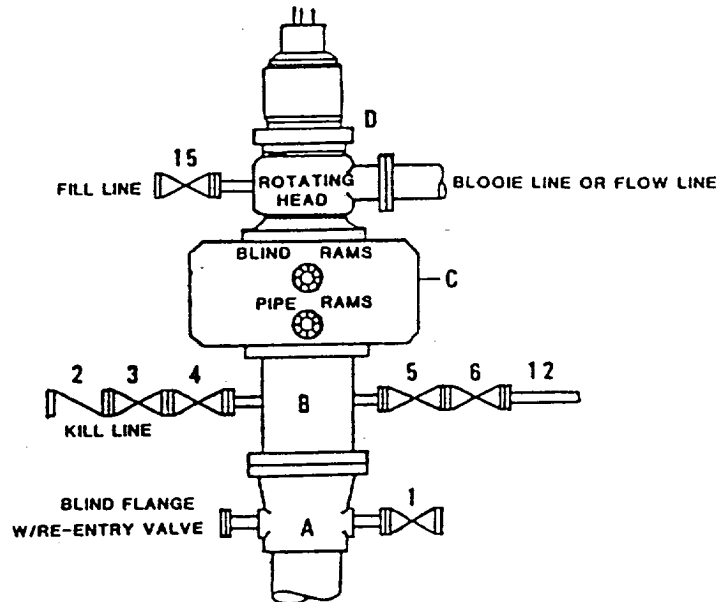 D
15
FILL LINE
ROTATING
HEAD
BLOOIE LINE OR FLOW LINE
BLIND RAMS
C
PIPE RAMS
2 3 4
5 6 12
B
KILL LINE
BLIND FLANGE
W/RE-ENTRY VALVE
A
1